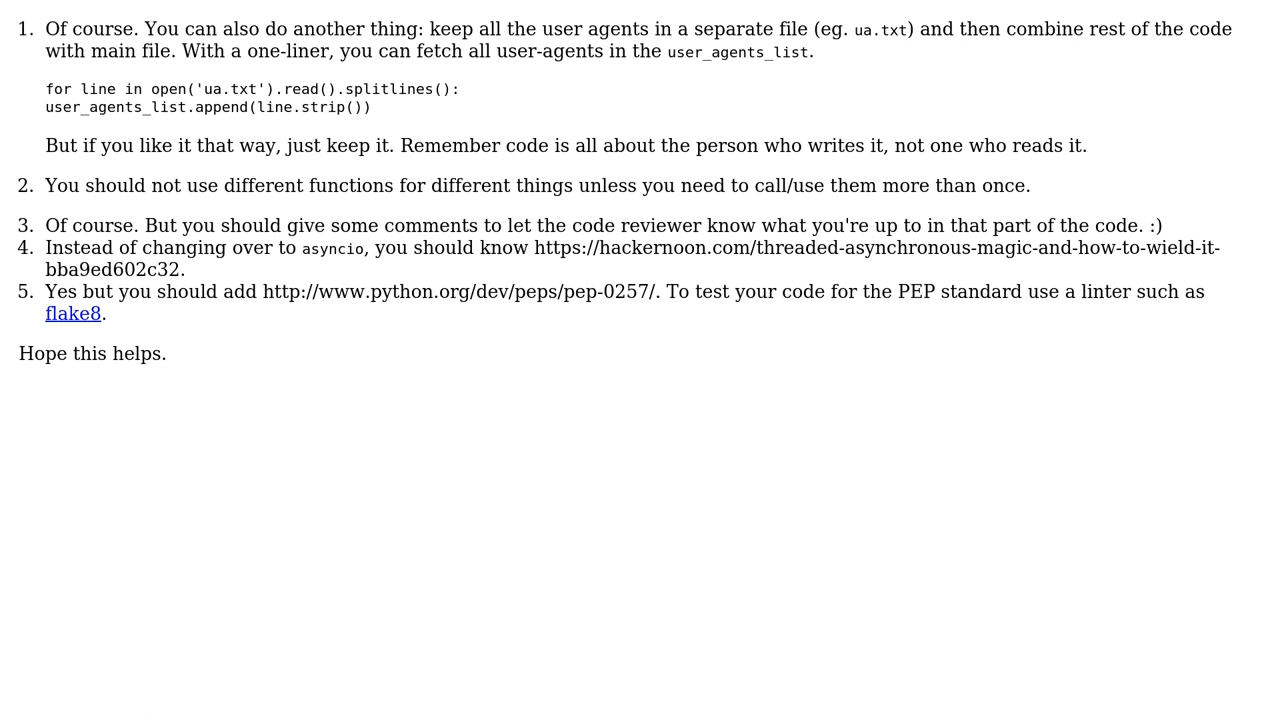 1. Of course. You can also do another thing: keep all the user agents in a separate file (eg. ua.txt) and then combine rest of the code
with main file. With a one-liner, you can fetch all user-agents in the user_agents_list.
for line in open('ua.txt').read().splitlines():
user_agents_list.append(line.strip())
But if you like it that way, just keep it. Remember code is all about the person who writes it, not one who reads it.
2. You should not use different functions for different things unless you need to call/use them more than once.
3. Of course. But you should give some comments to let the code reviewer know what you're up to in that part of the code. :)
4. Instead of changing over to asyncio, you should know https://hackernoon.com/threaded-asynchronous-magic-and-how-to-wield-it-
bba9ed602c32.
5. Yes but you should add http://www.python.org/dev/peps/pep-0257/. To test your code for the PEP standard use a linter such as
flake8.
Hope this helps.